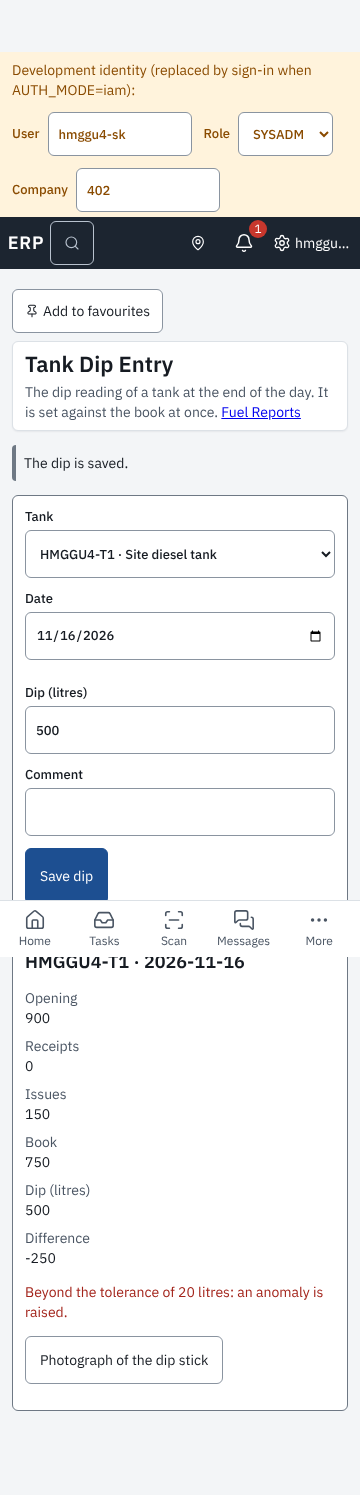 Development identity (replaced by sign-in when
AUTH_MODE=iam):
User hmggu4-sk Role SYSADM
Company 402
ERP 1 hmggu...
Add to favourites
Tank Dip Entry
The dip reading of a tank at the end of the day. It
is set against the book at once. Fuel Reports
The dip is saved.
Tank
HMGGU4-T1 · Site diesel tank
Date
11/16/2026
Dip (litres)
500
Comment
Save dip
Home Tasks Scan Messages More
HMGGU4-T1 · 2026-11-16
Opening
900
Receipts
0
Issues
150
Book
750
Dip (litres)
500
Difference
-250
Beyond the tolerance of 20 litres: an anomaly is
raised.
Photograph of the dip stick